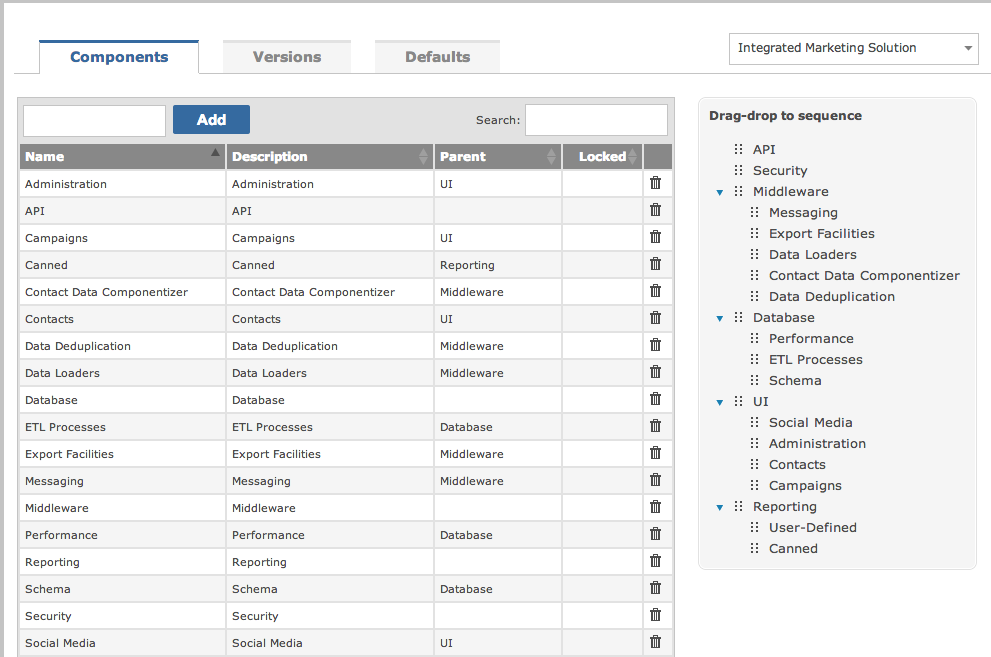 Components Versions Defaults Integrated Marketing Solution
Add Search:
Name Description Parent Locked
Administration Administration UI
API API
Campaigns Campaigns UI
Canned Canned Reporting
Contact Data Componentizer Contact Data Componentizer Middleware
Contacts Contacts UI
Data Deduplication Data Deduplication Middleware
Data Loaders Data Loaders Middleware
Database Database
ETL Processes ETL Processes Database
Export Facilities Export Facilities Middleware
Messaging Messaging Middleware
Middleware Middleware
Performance Performance Database
Reporting Reporting
Schema Schema Database
Security Security
Social Media Social Media UI
Drag-drop to sequence
API
Security
Middleware
Messaging
Export Facilities
Data Loaders
Contact Data Componentizer
Data Deduplication
Database
Performance
ETL Processes
Schema
UI
Social Media
Administration
Contacts
Campaigns
Reporting
User-Defined
Canned